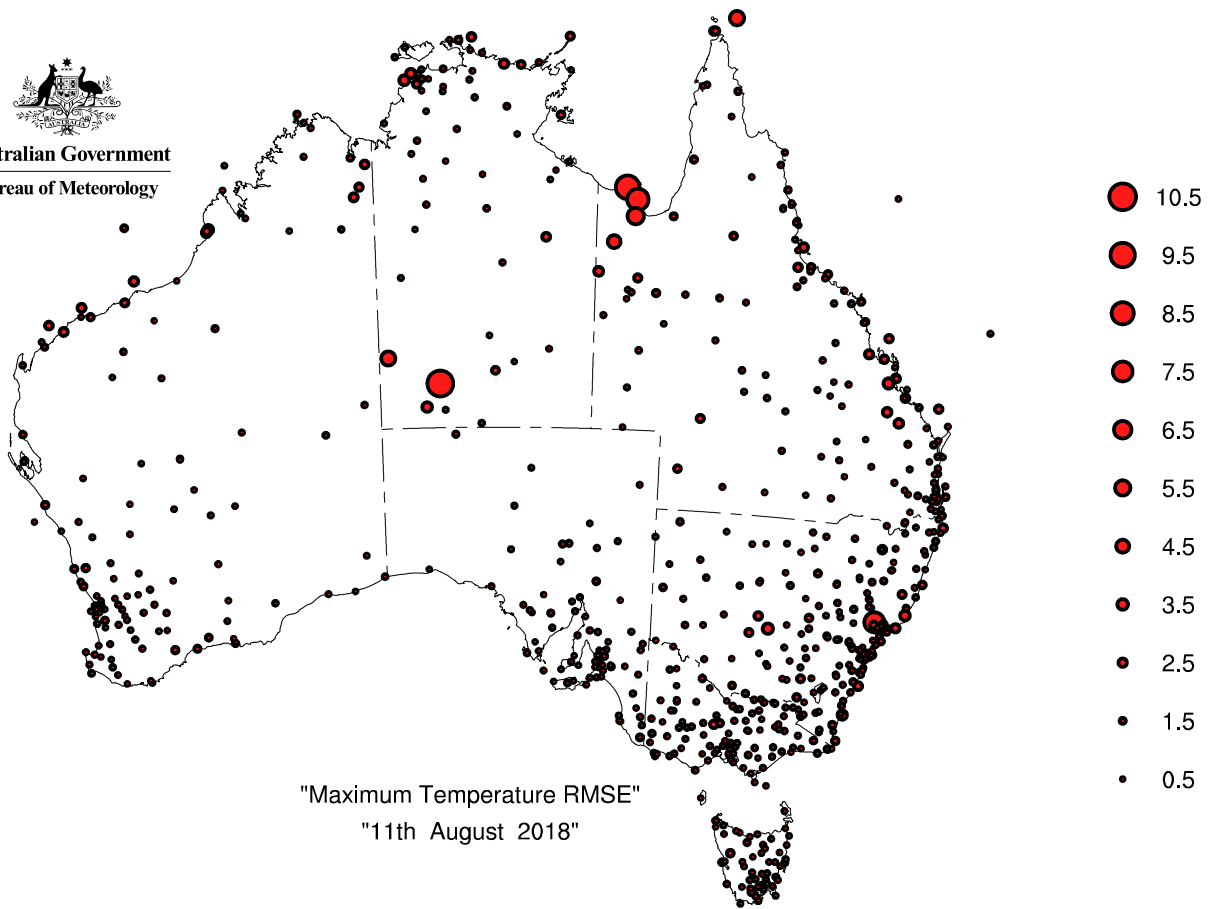 AUSTRALIA
tralian Government
reau of Meteorology
10.5
9.5
8.5
7.5
6.5
5.5
4.5
3.5
2.5
1.5
0.5
"Maximum Temperature RMSE"
"11th August 2018"